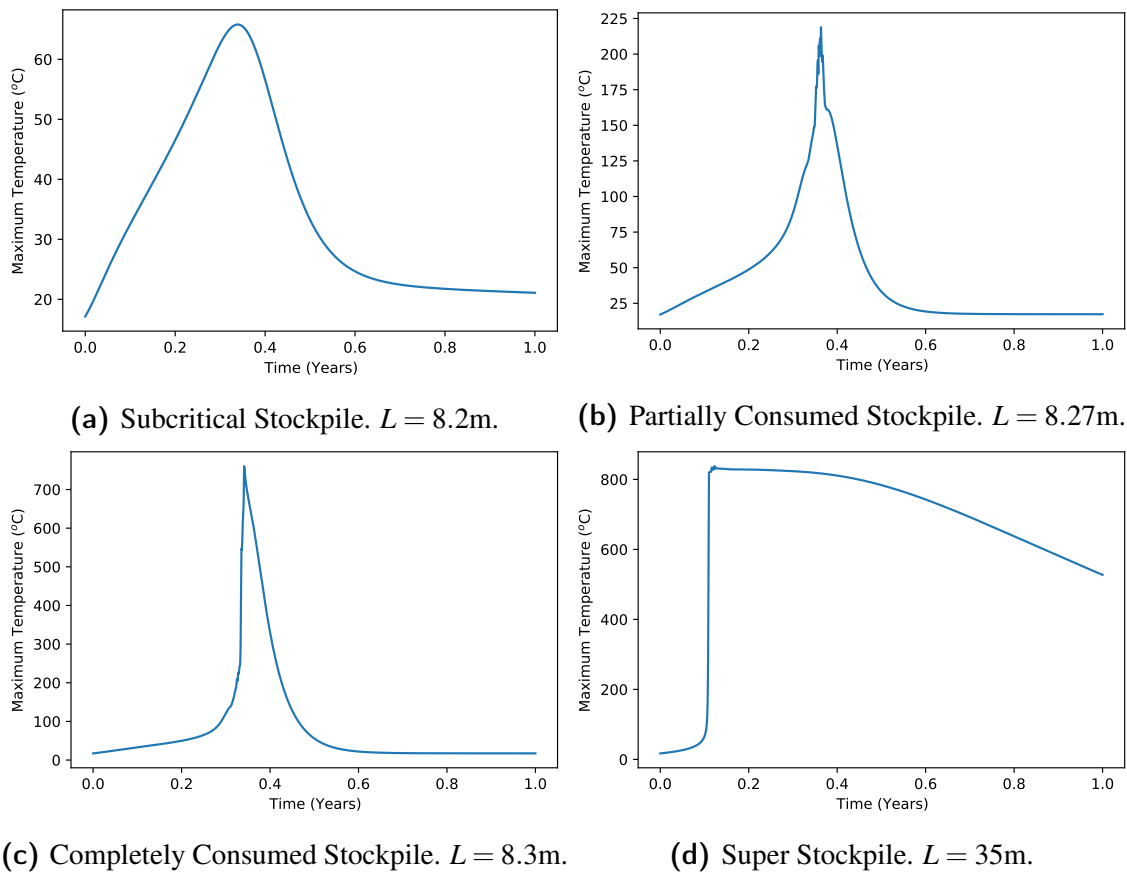 Maximum Temperature (°C)
60
50
40
30
20
0.0 0.2 0.4 0.6 0.8 1.0
Time (Years)
(a) Subcritical Stockpile. L = 8.2m.
Maximum Temperature (°C)
225
200
175
150
125
100
75
50
25
0.0 0.2 0.4 0.6 0.8 1.0
Time (Years)
(b) Partially Consumed Stockpile. L = 8.27m.
Maximum Temperature (°C)
700
600
500
400
300
200
100
0
0.0 0.2 0.4 0.6 0.8 1.0
Time (Years)
(c) Completely Consumed Stockpile. L = 8.3m.
Maximum Temperature (°C)
800
600
400
200
0
0.0 0.2 0.4 0.6 0.8 1.0
Time (Years)
(d) Super Stockpile. L = 35m.